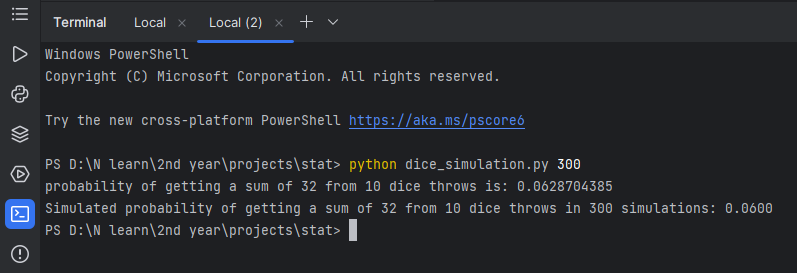 Terminal Local × Local (2) ×
Windows PowerShell
Copyright (C) Microsoft Corporation. All rights reserved.
Try the new cross-platform PowerShell https://aka.ms/pscore6
PS D:\N learn\2nd year\projects\stat> python dice_simulation.py 300
probability of getting a sum of 32 from 10 dice throws is: 0.0628704385
Simulated probability of getting a sum of 32 from 10 dice throws in 300 simulations: 0.0600
PS D:\N learn\2nd year\projects\stat>